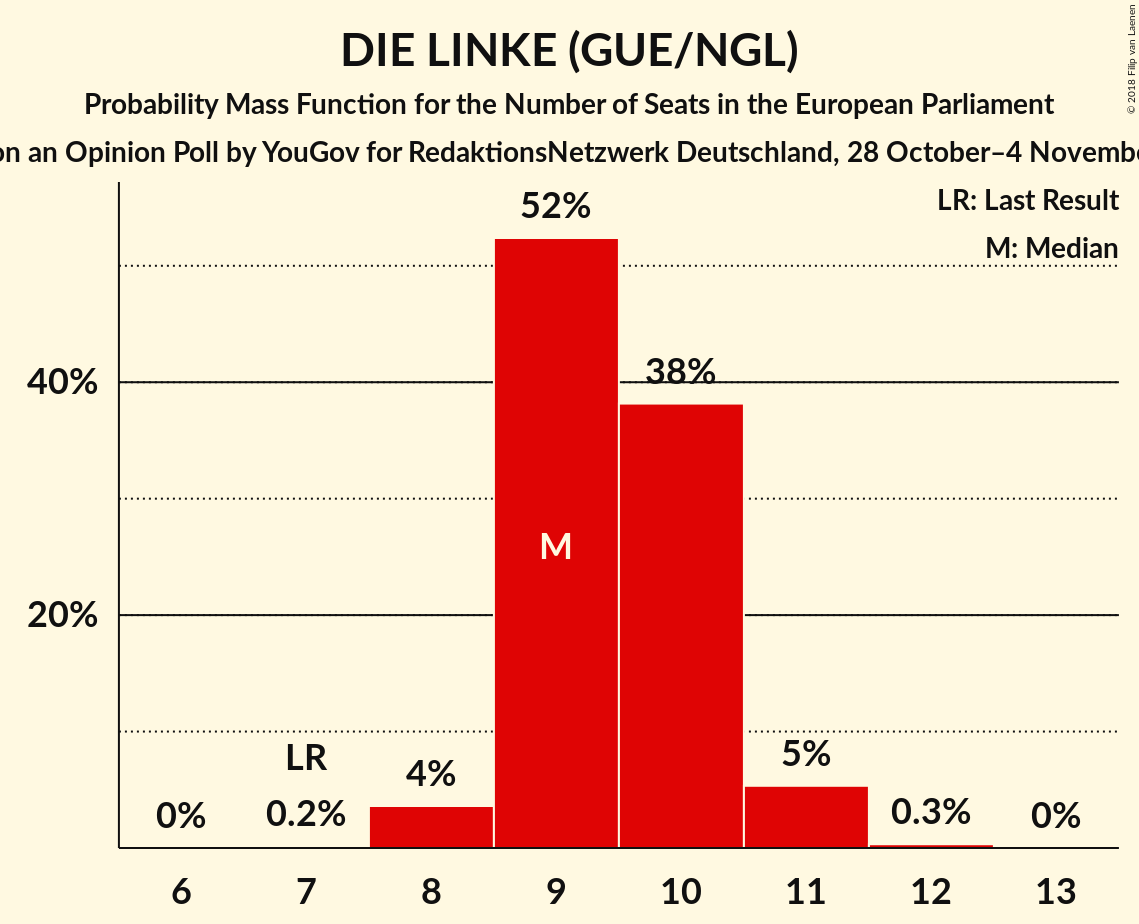 DIE LINKE (GUE/NGL)
Probability Mass Function for the Number of Seats in the European Parliament
on an Opinion Poll by YouGov for RedaktionsNetzwerk Deutschland, 28 October–4 Novembe
© 2018 Filip van Laenen
LR: Last Result
M: Median
52%
38%
40%
M
20%
LR
4%
5%
0%
0.2%
0.3%
0%
6 7 8 9 10 11 12 13